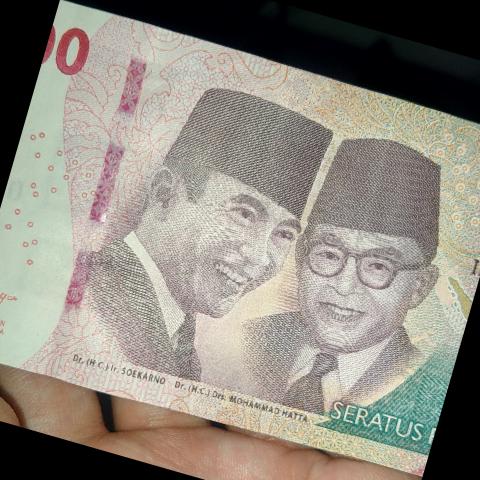 00
Dr. (H.C.) Ir. SOEKARNO Dr. (H.C.) Drs. MOHAMMAD HATTA
SERATUS